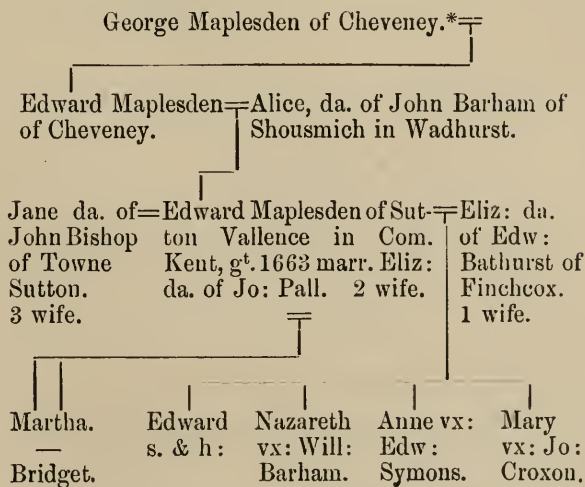 George Maplesden of Cheveney.*
Edward Maplesden=Alice, da. of John Barham of
of Cheveney. Shousmich in Wadhurst.
Jane da. of=Edward Maplesden of Sut-=Eliz: da.
John Bishop ton Vallence in Com. of Edw:
of Towne Kent, gt. 1663 marr. Eliz: Bathurst of
Sutton. da. of Jo: Pall. 2 wife. Finchcox.
3 wife. 1 wife.
Martha. Edward Nazareth Anne vx: Mary
— s. & h: vx: Will: Edw: vx: Jo:
Bridget. Barham. Symons. Croxon.